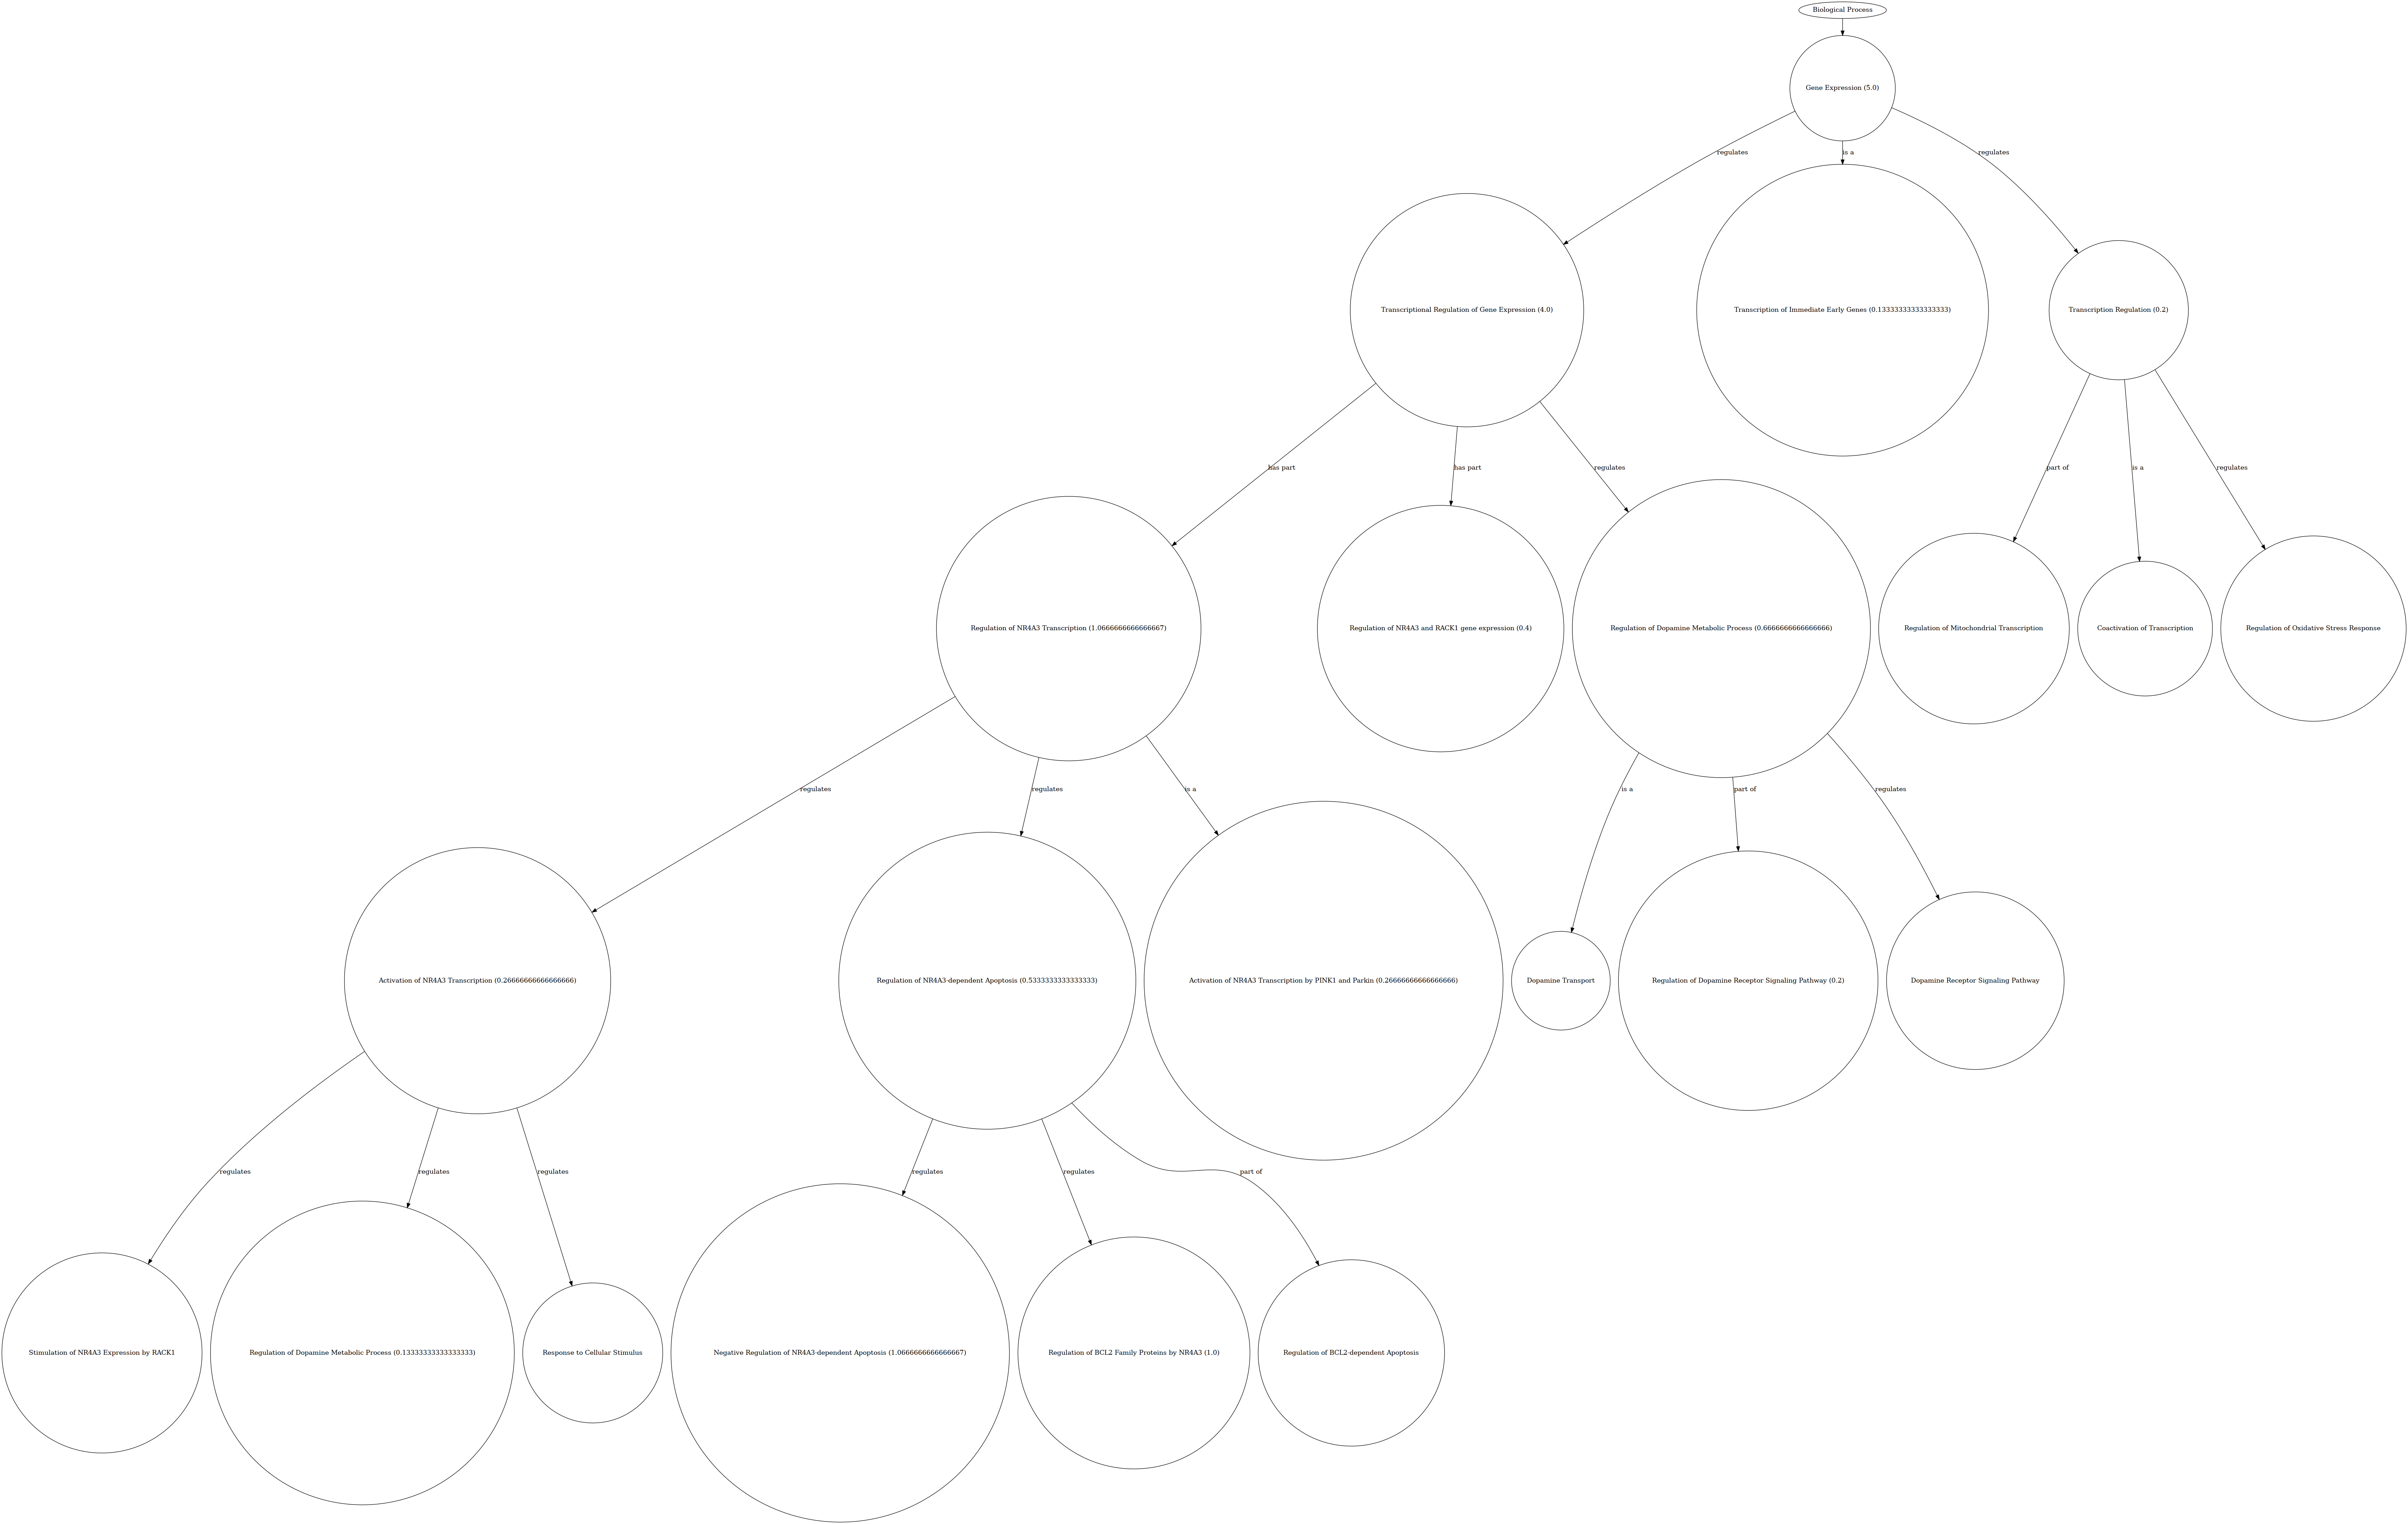 Biological Process
Gene Expression (5.0)
regulates
is a
regulates
Transcriptional Regulation of Gene Expression (4.0)
Transcription of Immediate Early Genes (0.13333333333333333)
Transcription Regulation (0.2)
has part
has part
regulates
part of
is a
regulates
Regulation of NR4A3 Transcription (1.0666666666666667)
Regulation of NR4A3 and RACK1 gene expression (0.4)
Regulation of Dopamine Metabolic Process (0.6666666666666666)
Regulation of Mitochondrial Transcription
Coactivation of Transcription
Regulation of Oxidative Stress Response
regulates
regulates
is a
is a
part of
regulates
Activation of NR4A3 Transcription (0.26666666666666666)
Regulation of NR4A3-dependent Apoptosis (0.5333333333333333)
Activation of NR4A3 Transcription by PINK1 and Parkin (0.26666666666666666)
Dopamine Transport
Regulation of Dopamine Receptor Signaling Pathway (0.2)
Dopamine Receptor Signaling Pathway
regulates
regulates
regulates
regulates
regulates
part of
Stimulation of NR4A3 Expression by RACK1
Regulation of Dopamine Metabolic Process (0.13333333333333333)
Response to Cellular Stimulus
Negative Regulation of NR4A3-dependent Apoptosis (1.0666666666666667)
Regulation of BCL2 Family Proteins by NR4A3 (1.0)
Regulation of BCL2-dependent Apoptosis